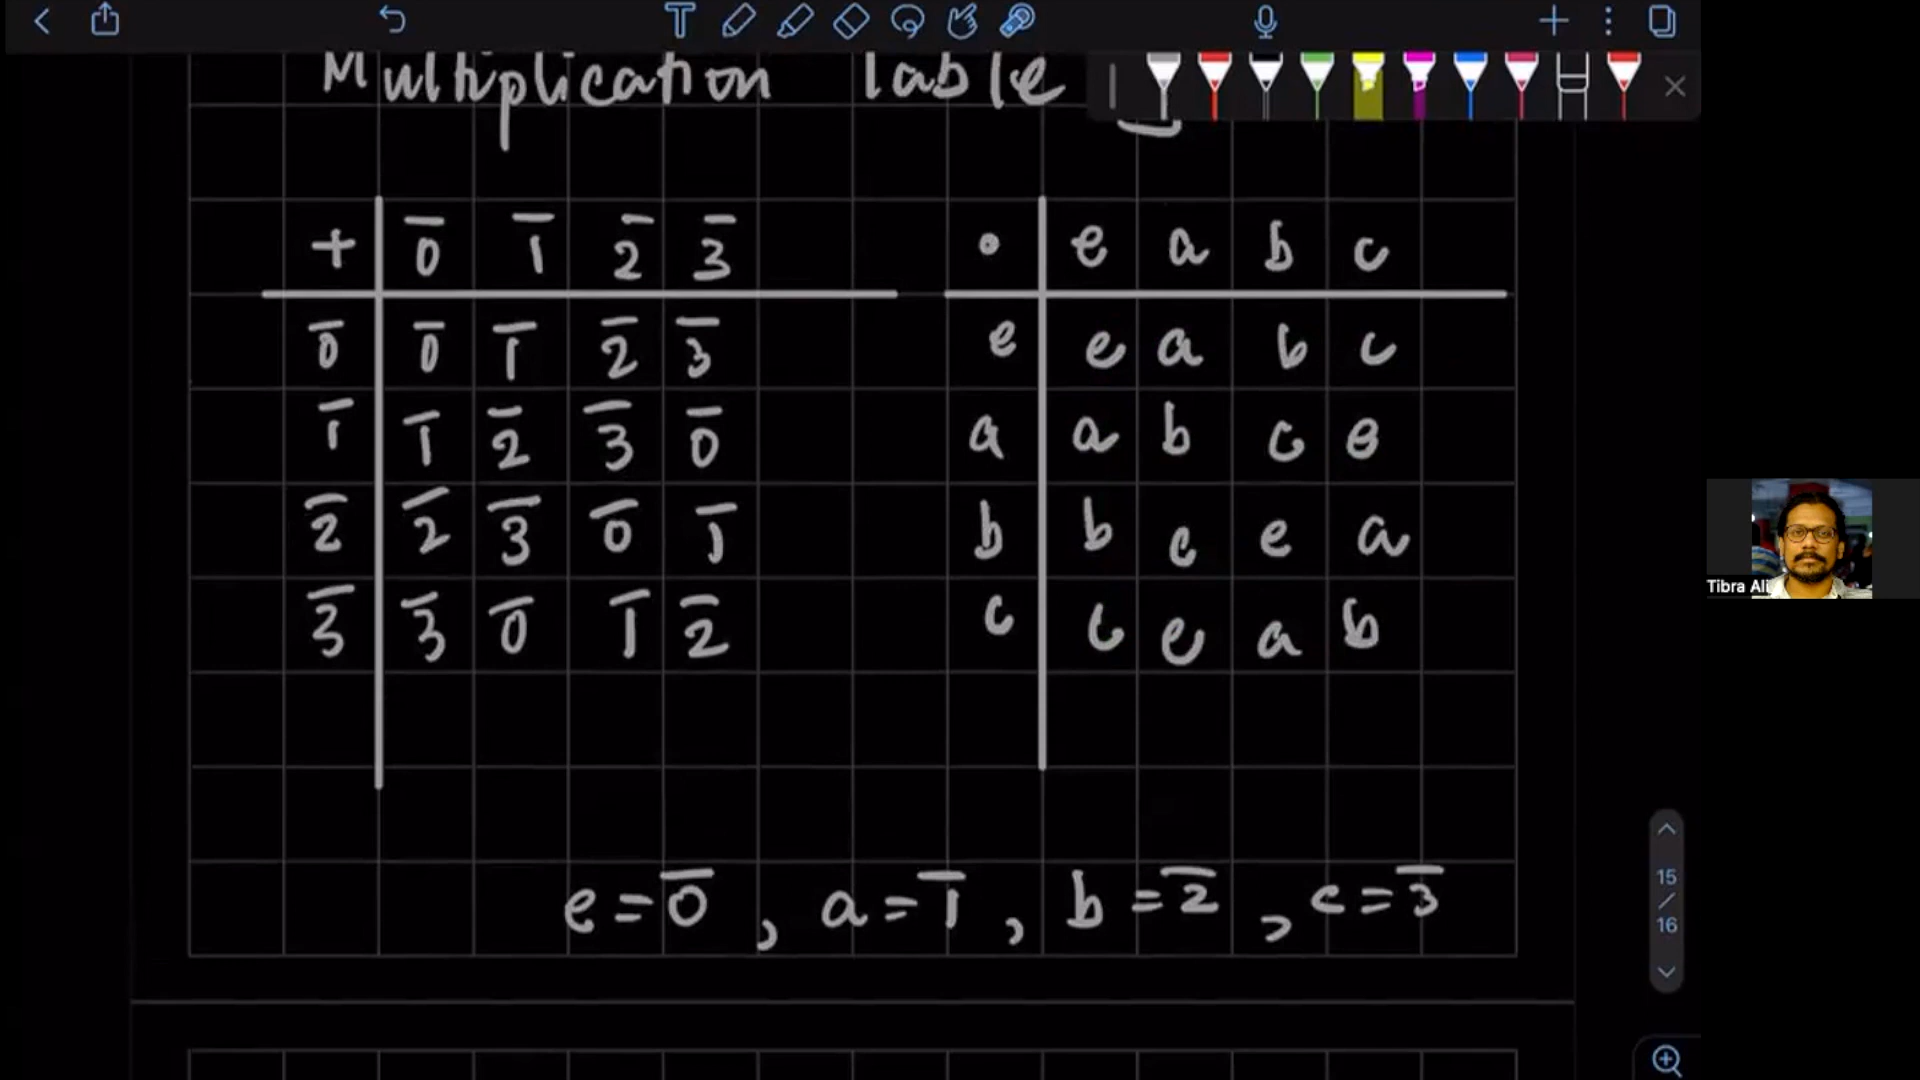 Multiplication Table
+ 0̅ 1̅ 2̅ 3̅
0̅ 0̅ 1̅ 2̅ 3̅
1̅ 1̅ 2̅ 3̅ 0̅
2̅ 2̅ 3̅ 0̅ 1̅
3̅ 3̅ 0̅ 1̅ 2̅
• e a b c
e e a b c
a a b c e
b b c e a
c c e a b
e = 0̅ , a = 1̅ , b = 2̅ , c = 3̅
15
/
16
Tibra Ali